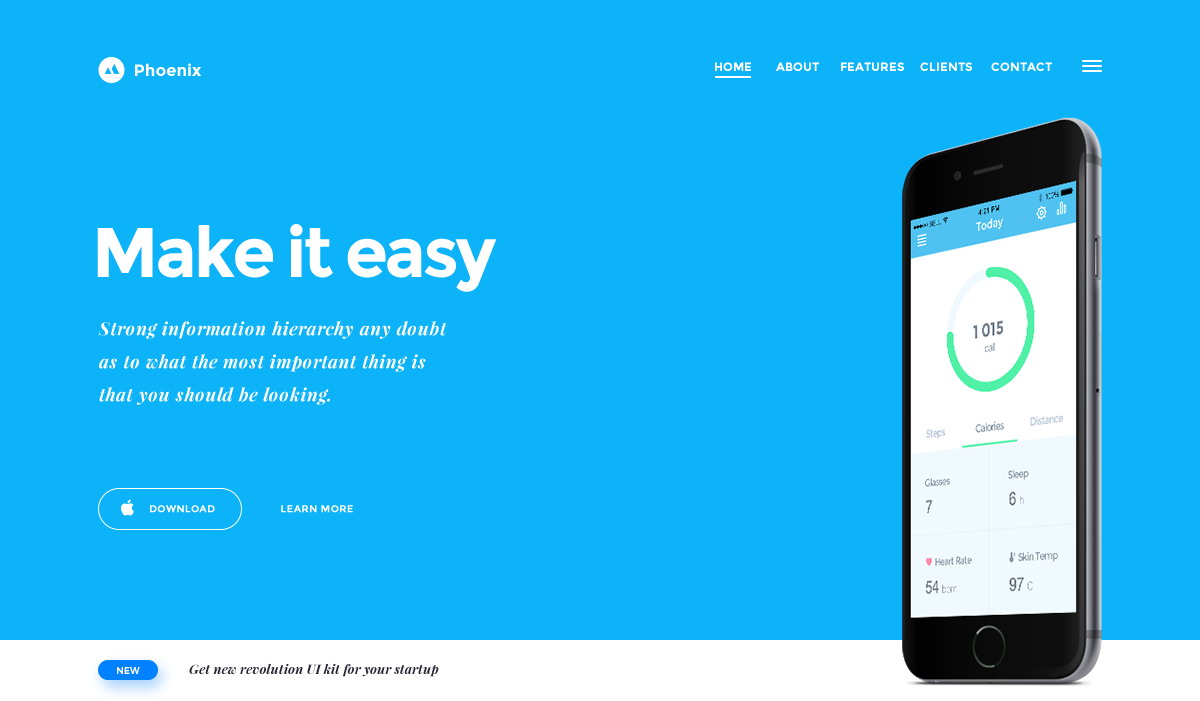 Phoenix
HOME ABOUT FEATURES CLIENTS CONTACT
Make it easy
Strong information hierarchy any doubt
as to what the most important thing is
that you should be looking.
DOWNLOAD LEARN MORE
4:21 PM 100%
Today
1 015
cal
Steps Calories Distance
Glasses Sleep
7 6 h
Heart Rate Skin Temp
54 bpm 97 C
NEW Get new revolution UI kit for your startup